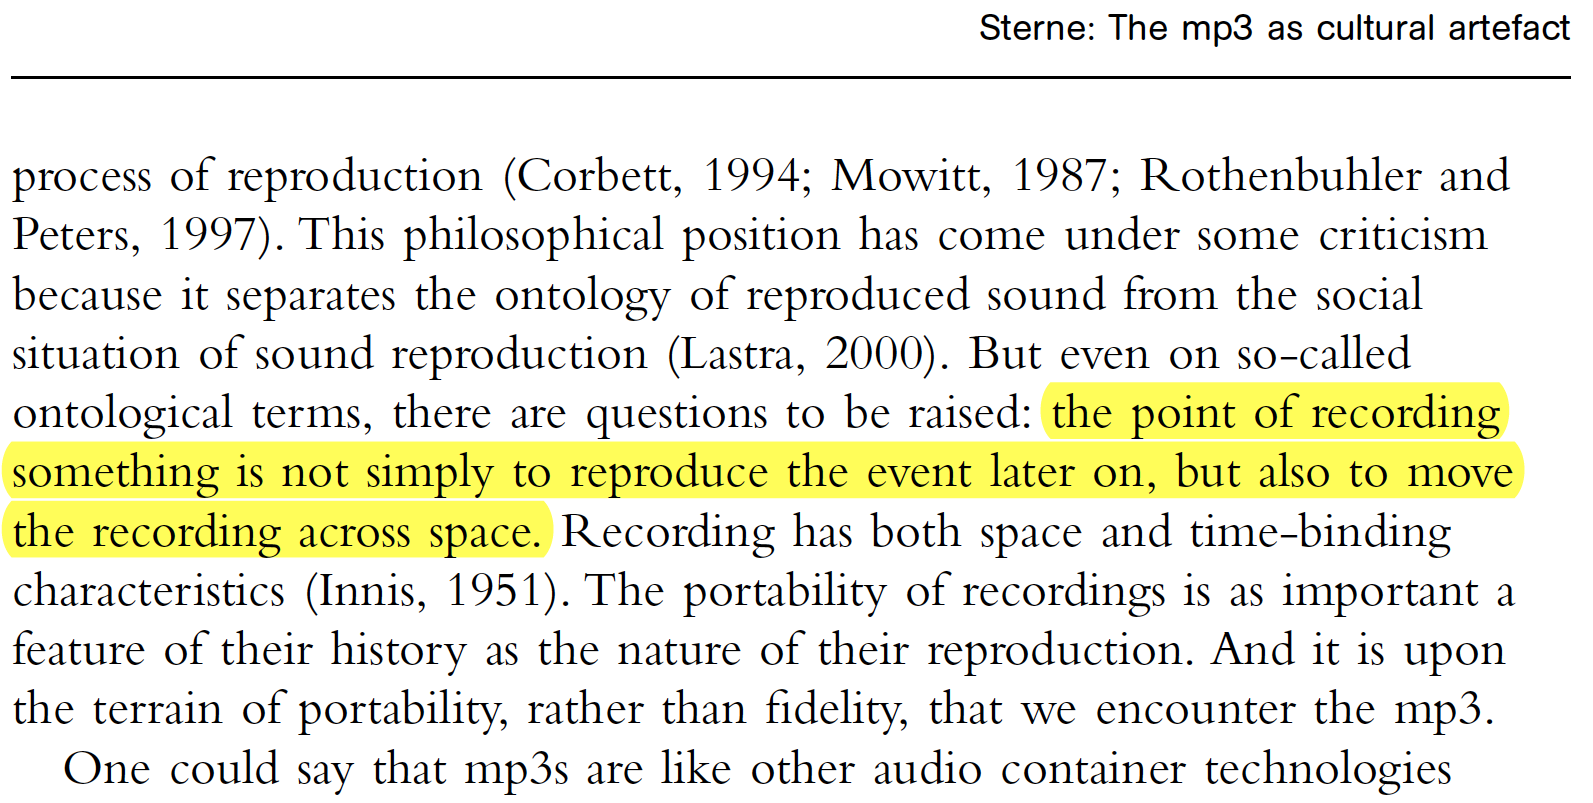 Sterne: The mp3 as cultural artefact
process of reproduction (Corbett, 1994; Mowitt, 1987; Rothenbuhler and
Peters, 1997). This philosophical position has come under some criticism
because it separates the ontology of reproduced sound from the social
situation of sound reproduction (Lastra, 2000). But even on so-called
ontological terms, there are questions to be raised: the point of recording
something is not simply to reproduce the event later on, but also to move
the recording across space. Recording has both space and time-binding
characteristics (Innis, 1951). The portability of recordings is as important a
feature of their history as the nature of their reproduction. And it is upon
the terrain of portability, rather than fidelity, that we encounter the mp3.
One could say that mp3s are like other audio container technologies